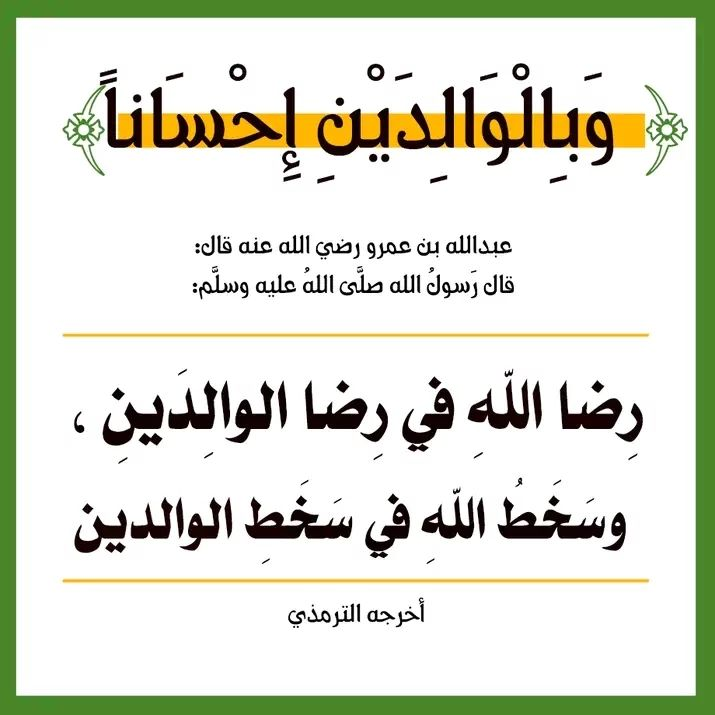 وَبِالْوَالِدَيْنِ إِحْسَاناً
عبدالله بن عمرو رضي الله عنه قال:
قال رَسولُ الله صلَّى اللهُ عليه وسلَّم:
رِضا اللّهِ في رِضا الوالِدَينِ ،
وسَخَطُ اللّهِ في سَخَطِ الوالدين
أخرجه الترمذي